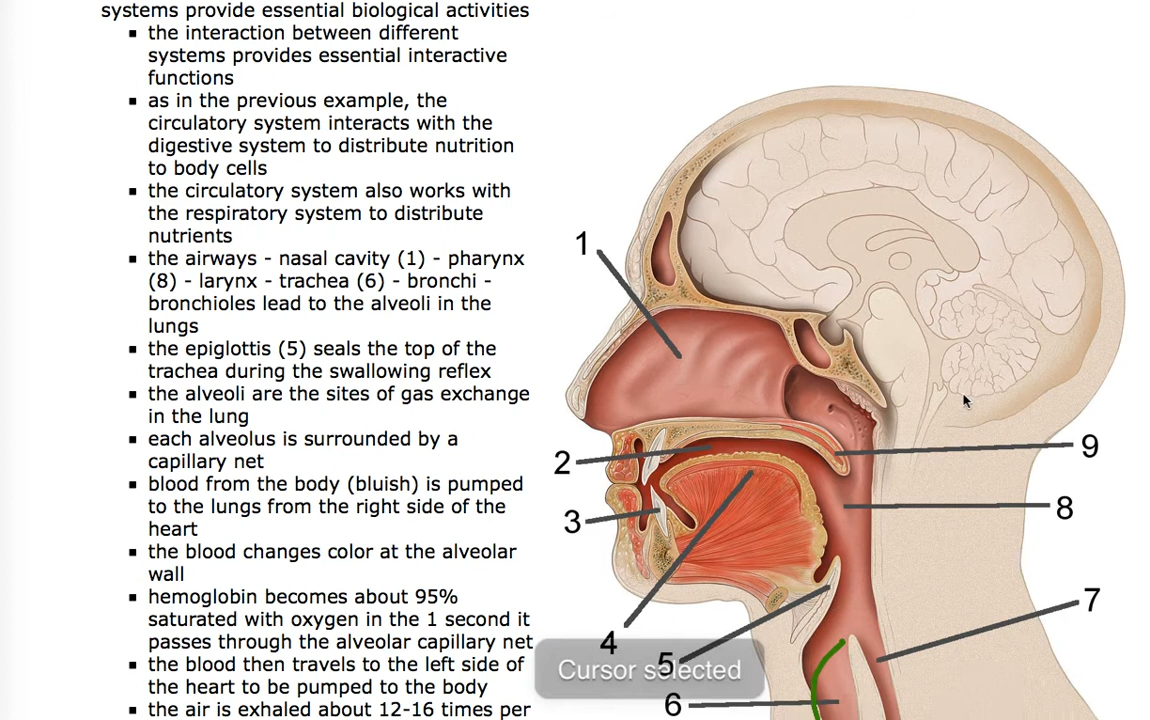 systems provide essential biological activities
▪ the interaction between different
systems provides essential interactive
functions
▪ as in the previous example, the
circulatory system interacts with the
digestive system to distribute nutrition
to body cells
▪ the circulatory system also works with
the respiratory system to distribute
nutrients
▪ the airways - nasal cavity (1) - pharynx
(8) - larynx - trachea (6) - bronchi -
bronchioles lead to the alveoli in the
lungs
▪ the epiglottis (5) seals the top of the
trachea during the swallowing reflex
▪ the alveoli are the sites of gas exchange
in the lung
▪ each alveolus is surrounded by a
capillary net
▪ blood from the body (bluish) is pumped
to the lungs from the right side of the
heart
▪ the blood changes color at the alveolar
wall
▪ hemoglobin becomes about 95%
saturated with oxygen in the 1 second it
passes through the alveolar capillary net
▪ the blood then travels to the left side of
the heart to be pumped to the body
▪ the air is exhaled about 12-16 times per
1
2
3
4
5
6
7
8
9
Cursor selected